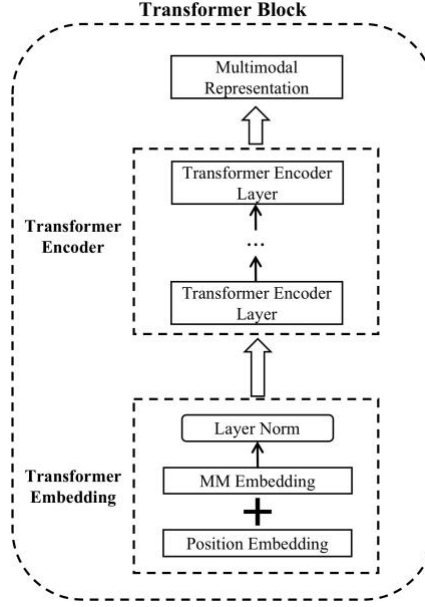 Transformer Block
Multimodal
Representation
Transformer Encoder
Layer
Transformer
Encoder
...
Transformer Encoder
Layer
Layer Norm
Transformer
Embedding
MM Embedding
+
Position Embedding